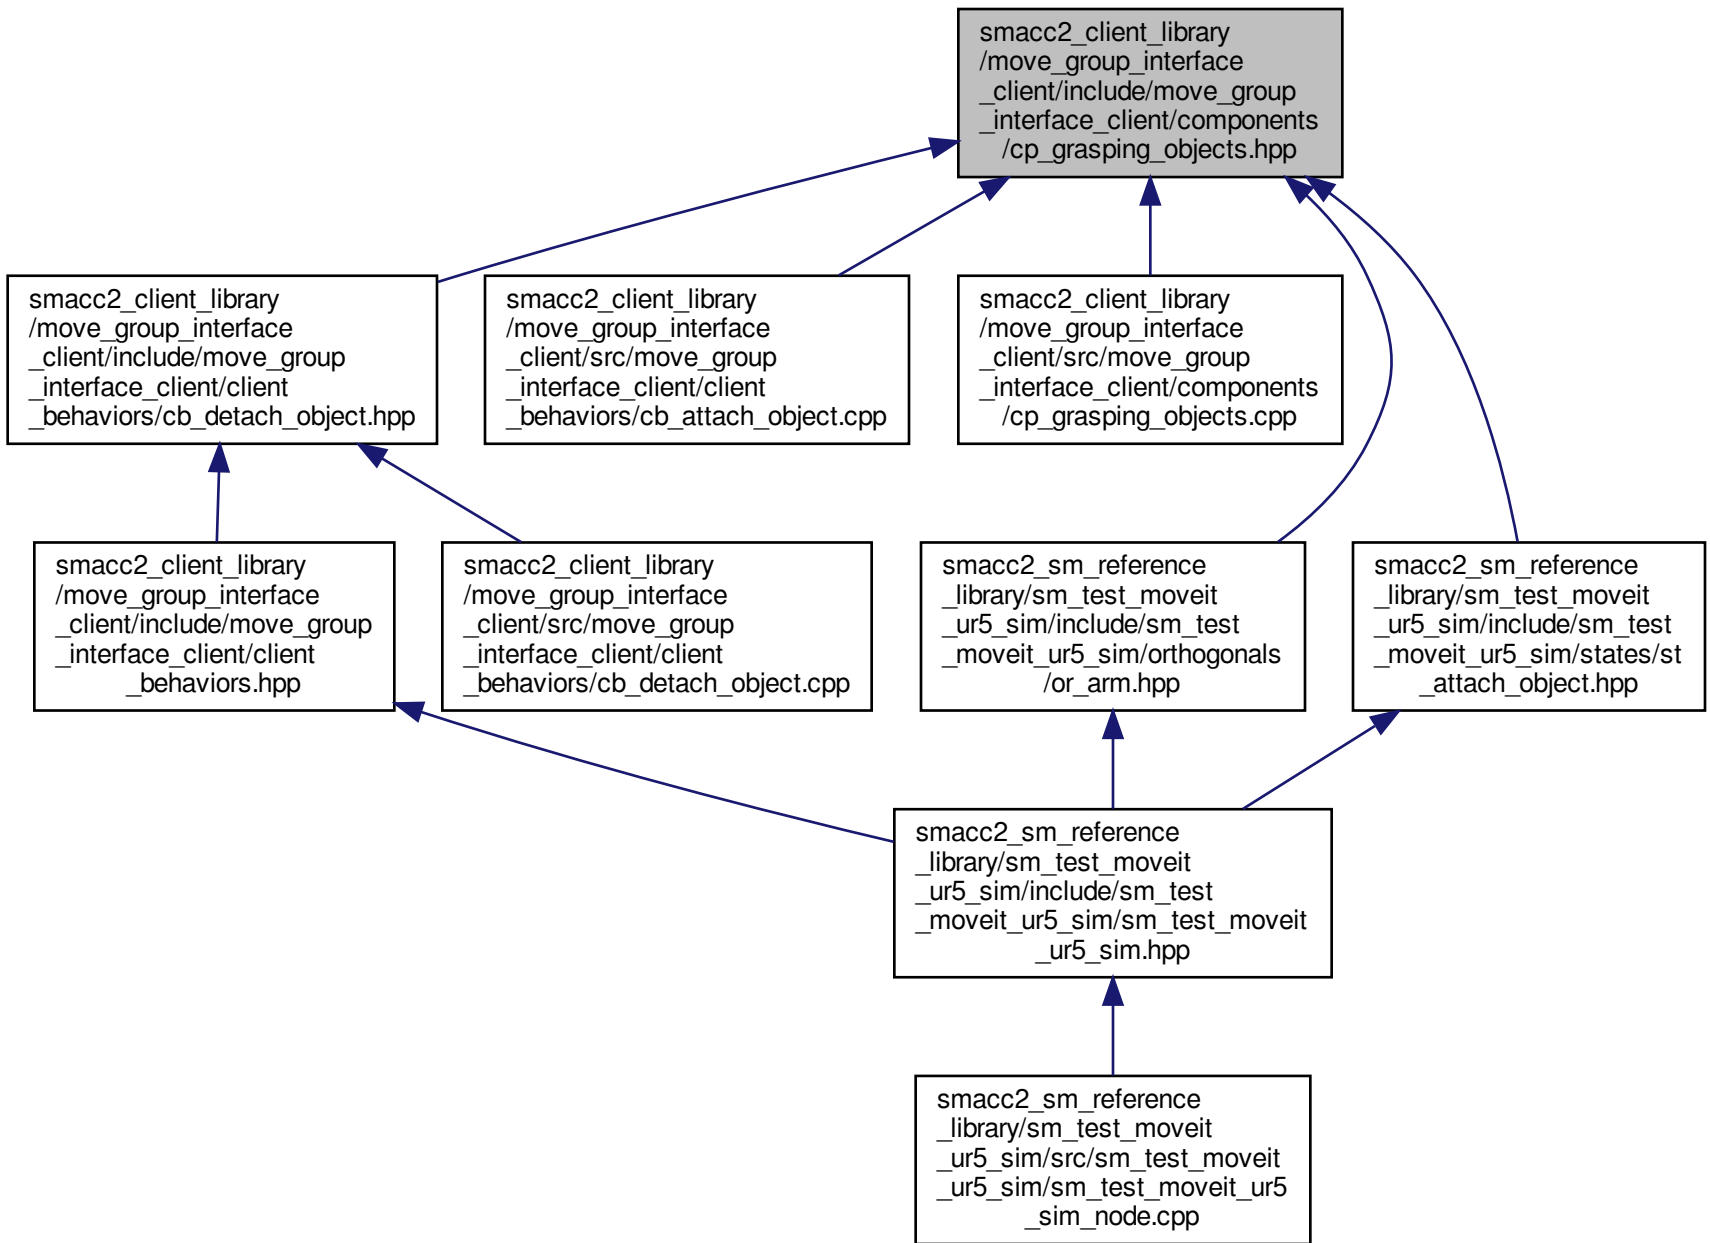 smacc2_client_library
/move_group_interface
_client/include/move_group
_interface_client/components
/cp_grasping_objects.hpp
smacc2_client_library
/move_group_interface
_client/include/move_group
_interface_client/client
_behaviors/cb_detach_object.hpp
smacc2_client_library
/move_group_interface
_client/src/move_group
_interface_client/client
_behaviors/cb_attach_object.cpp
smacc2_client_library
/move_group_interface
_client/src/move_group
_interface_client/components
/cp_grasping_objects.cpp
smacc2_client_library
/move_group_interface
_client/include/move_group
_interface_client/client
_behaviors.hpp
smacc2_client_library
/move_group_interface
_client/src/move_group
_interface_client/client
_behaviors/cb_detach_object.cpp
smacc2_sm_reference
_library/sm_test_moveit
_ur5_sim/include/sm_test
_moveit_ur5_sim/orthogonals
/or_arm.hpp
smacc2_sm_reference
_library/sm_test_moveit
_ur5_sim/include/sm_test
_moveit_ur5_sim/states/st
_attach_object.hpp
smacc2_sm_reference
_library/sm_test_moveit
_ur5_sim/include/sm_test
_moveit_ur5_sim/sm_test_moveit
_ur5_sim.hpp
smacc2_sm_reference
_library/sm_test_moveit
_ur5_sim/src/sm_test_moveit
_ur5_sim/sm_test_moveit_ur5
_sim_node.cpp